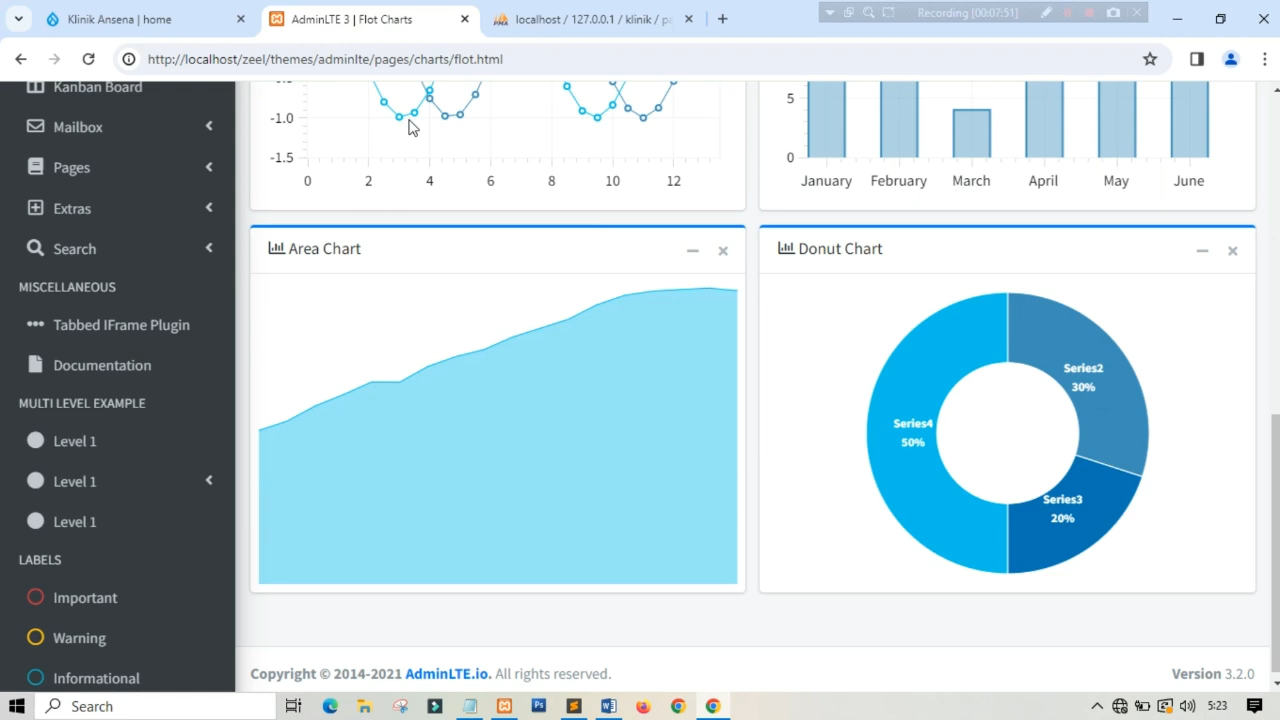 Klinik Ansena | home
AdminLTE 3 | Flot Charts
localhost / 127.0.0.1 / klinik / pa
Recording [00:07:51]
http://localhost/zeel/themes/adminlte/pages/charts/flot.html
Kanban Board
Mailbox
Pages
Extras
Search
MISCELLANEOUS
Tabbed IFrame Plugin
Documentation
MULTI LEVEL EXAMPLE
Level 1
Level 1
Level 1
LABELS
Important
Warning
Informational
-1.0
-1.5
0 2 4 6 8 10 12
5
0
January February March April May June
Area Chart
Donut Chart
Series2
30%
Series4
50%
Series3
20%
Copyright © 2014-2021 AdminLTE.io. All rights reserved.
Version 3.2.0
Search
5:23